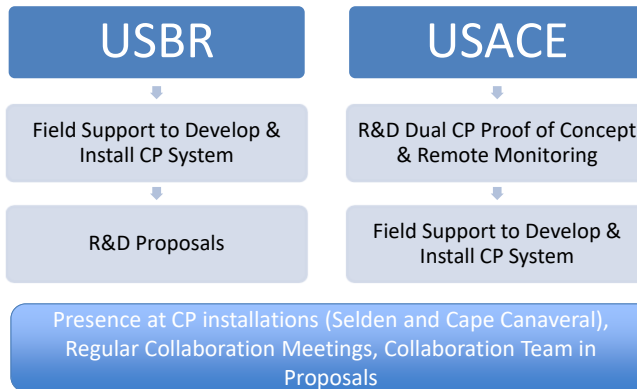 USBR
Field Support to Develop &
Install CP System
R&D Proposals
USACE
R&D Dual CP Proof of Concept
& Remote Monitoring
Field Support to Develop &
Install CP System
Presence at CP installations (Selden and Cape Canaveral),
Regular Collaboration Meetings, Collaboration Team in
Proposals